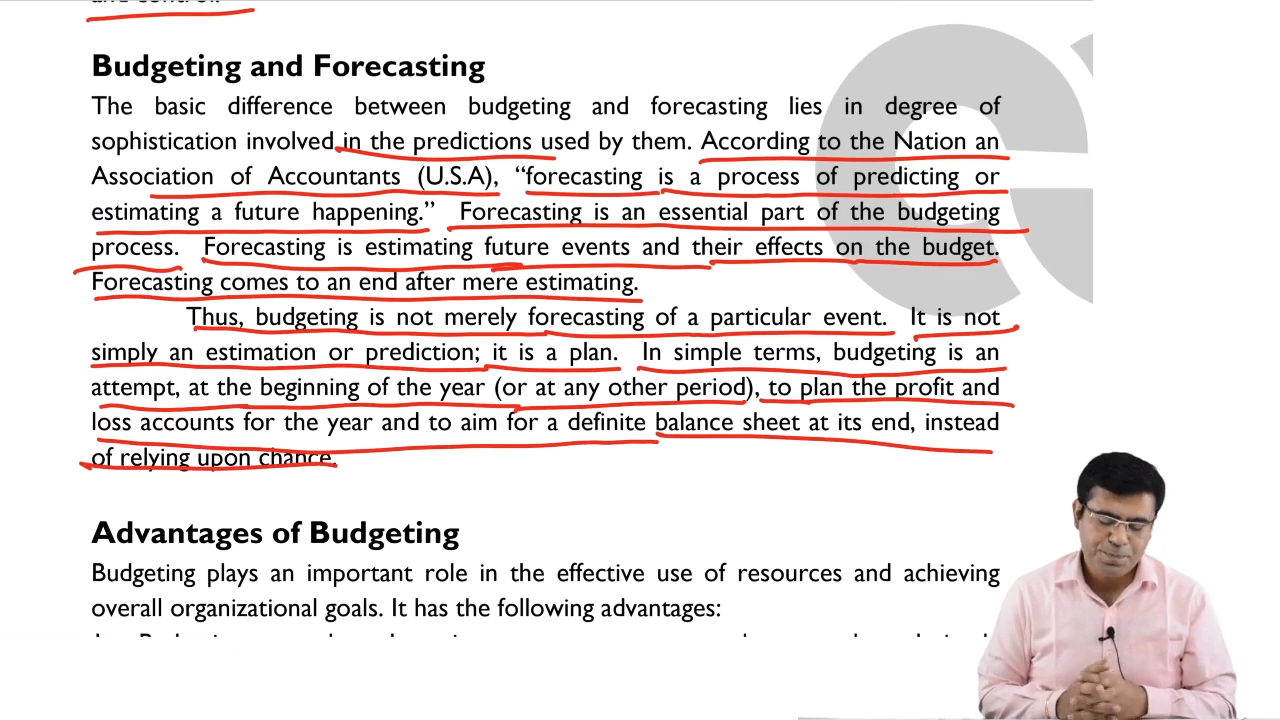 and control.
Budgeting and Forecasting
The basic difference between budgeting and forecasting lies in degree of
sophistication involved in the predictions used by them. According to the Nation an
Association of Accountants (U.S.A), “forecasting is a process of predicting or
estimating a future happening.” Forecasting is an essential part of the budgeting
process. Forecasting is estimating future events and their effects on the budget.
Forecasting comes to an end after mere estimating.
Thus, budgeting is not merely forecasting of a particular event. It is not
simply an estimation or prediction; it is a plan. In simple terms, budgeting is an
attempt, at the beginning of the year (or at any other period), to plan the profit and
loss accounts for the year and to aim for a definite balance sheet at its end, instead
of relying upon chance.
Advantages of Budgeting
Budgeting plays an important role in the effective use of resources and achieving
overall organizational goals. It has the following advantages: